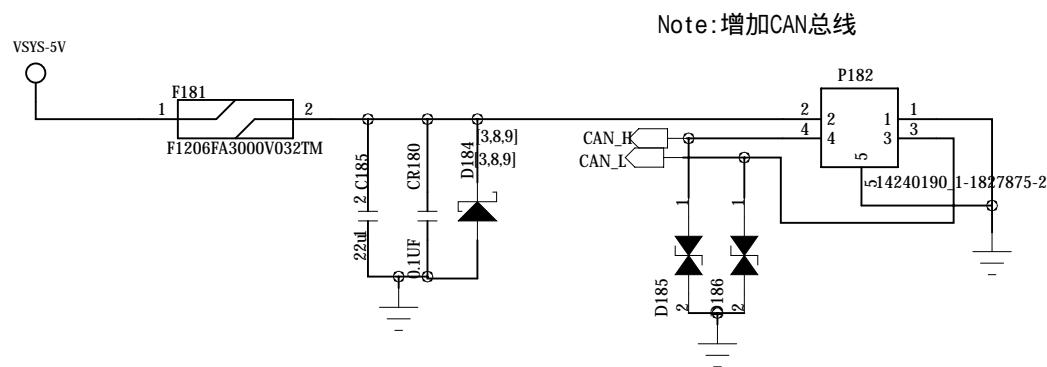 Note:增加CAN总线
VSYS-5V
P182
F181
1
2
F1206FA3000V032TM
2
4
2
4
1
3
1
3
5
5
14240190_1-1827875-2
CAN_H
CAN_L
[3,8,9]
[3,8,9]
C185
2
1
22u
CR180
0.1UF
D184
1
1
D185
2
D186
2